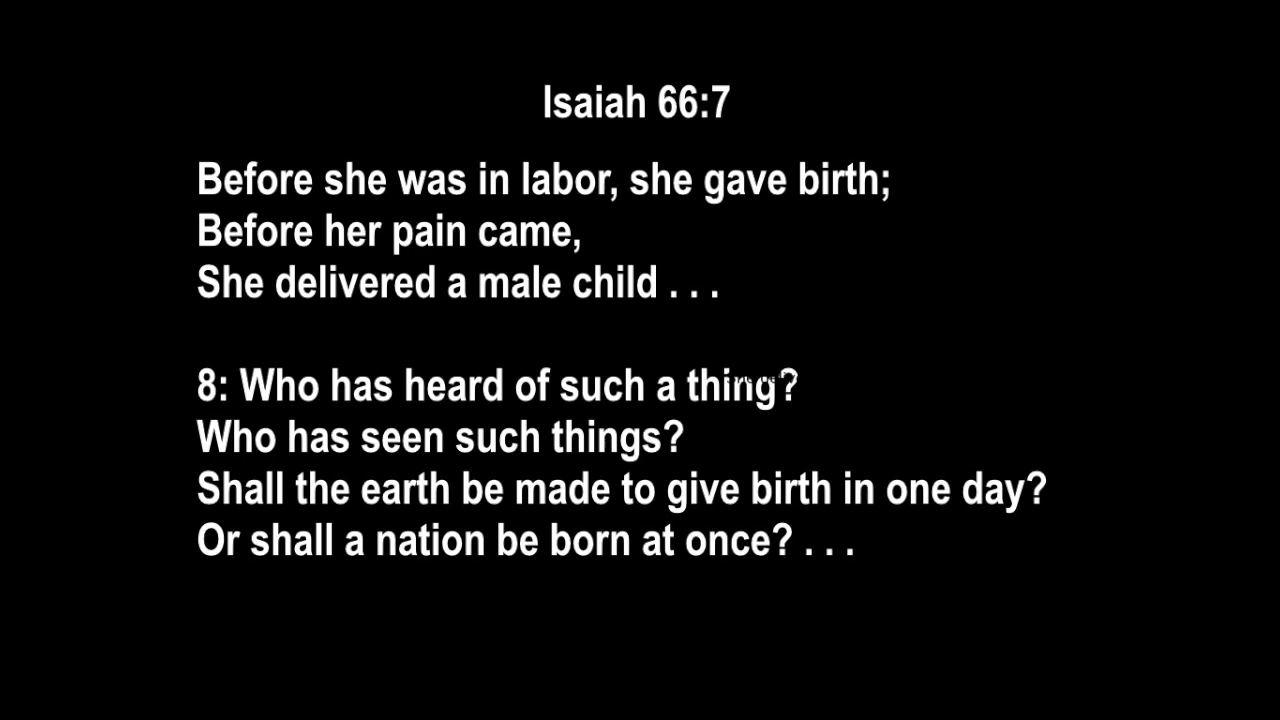 Isaiah 66:7
Before she was in labor, she gave birth;
Before her pain came,
She delivered a male child . . .
8: Who has heard of such a thing?
Who has seen such things?
Shall the earth be made to give birth in one day?
Or shall a nation be born at once? . . .